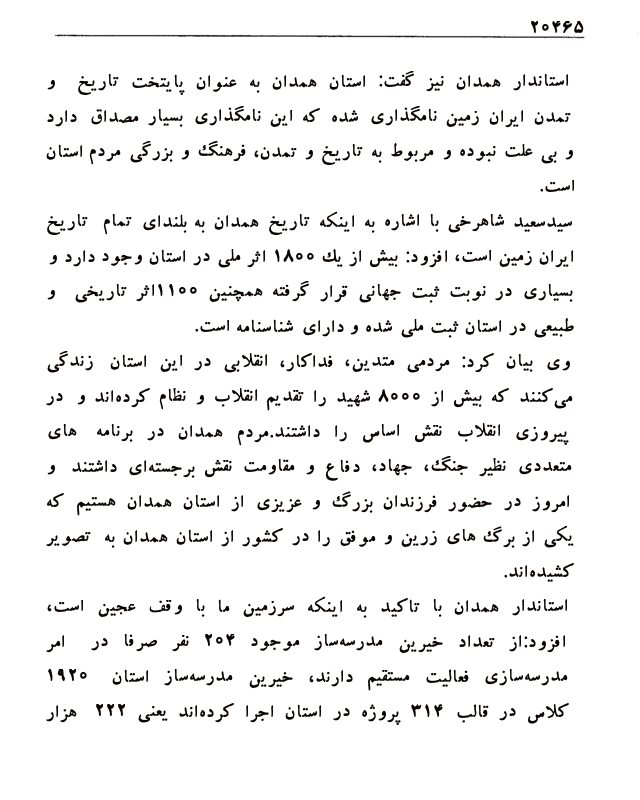 ۲۰۴۶۵
استاندار همدان نیز گفت: استان همدان به عنوان پایتخت تاریخ و
تمدن ایران زمین نامگذاری شده که این نامگذاری بسیار مصداق دارد
و بی علت نبوده و مربوط به تاریخ و تمدن، فرهنگ و بزرگی مردم استان
است.
سیدسعید شاهرخی با اشاره به اینکه تاریخ همدان به بلندای تمام تاریخ
ایران زمین است، افزود: بیش از یك ۱۸۰۰ اثر ملی در استان وجود دارد و
بسیاری در نوبت ثبت جهانی قرار گرفته همچنین ۱۱۰۰اثر تاریخی و
طبیعی در استان ثبت ملی شده و دارای شناسنامه است.
وی بیان کرد: مردمی متدین، فداکار، انقلابی در این استان زندگی
می‌کنند که بیش از ۸۰۰۰ شهید را تقدیم انقلاب و نظام کرده‌اند و در
پیروزی انقلاب نقش اساس را داشتند.مردم همدان در برنامه های
متعددی نظیر جنگ، جهاد، دفاع و مقاومت نقش برجسته‌ای داشتند و
امروز در حضور فرزندان بزرگ و عزیزی از استان همدان هستیم که
یکی از برگ های زرین و موفق را در کشور از استان همدان به تصویر
کشیده‌اند.
استاندار همدان با تاکید به اینکه سرزمین ما با وقف عجین است،
افزود:از تعداد خیرین مدرسه‌ساز موجود ۲۰۴ نفر صرفا در امر
مدرسه‌سازی فعالیت مستقیم دارند، خیرین مدرسه‌ساز استان ۱۹۲۰
کلاس در قالب ۳۱۴ پروژه در استان اجرا کرده‌اند یعنی ۲۲۲ هزار